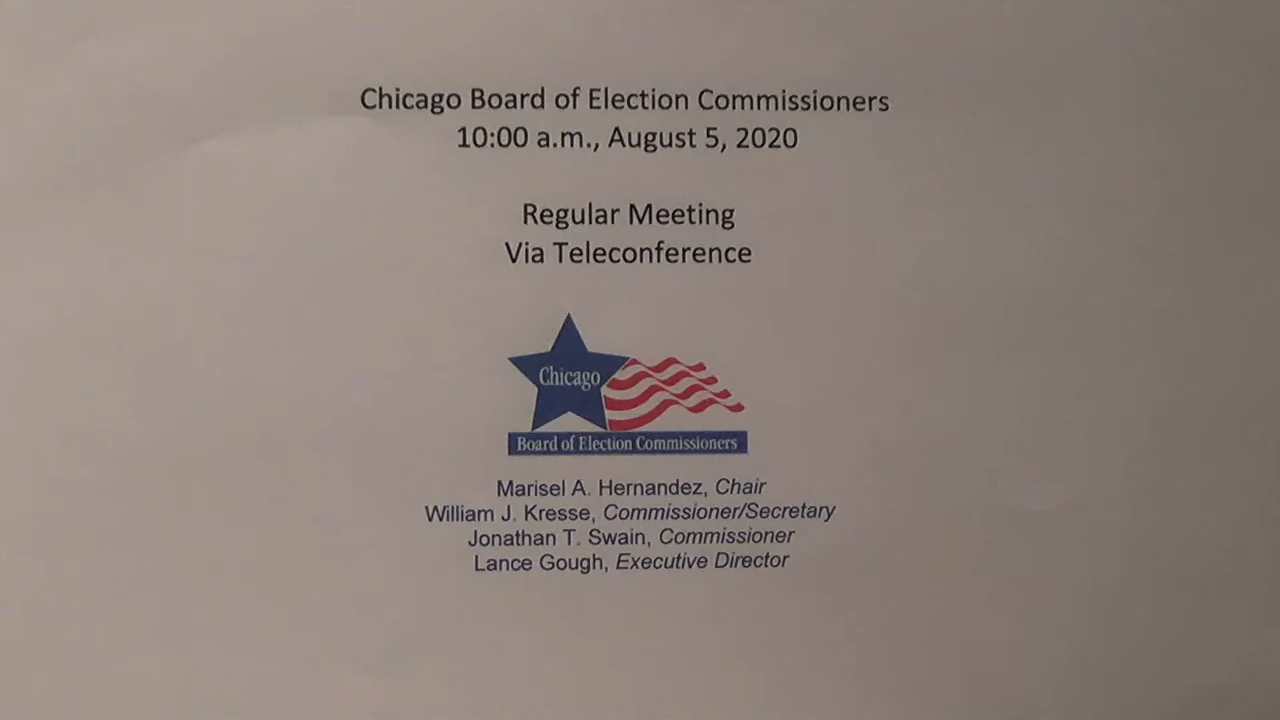 Chicago Board of Election Commissioners
10:00 a.m., August 5, 2020
Regular Meeting
Via Teleconference
Chicago
Board of Election Commissioners
Marisel A. Hernandez, Chair
William J. Kresse, Commissioner/Secretary
Jonathan T. Swain, Commissioner
Lance Gough, Executive Director